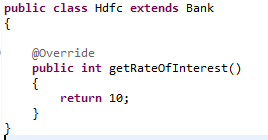 public class Hdfc extends Bank
{
@Override
public int getRateOfInterest()
{
return 10;
}
}